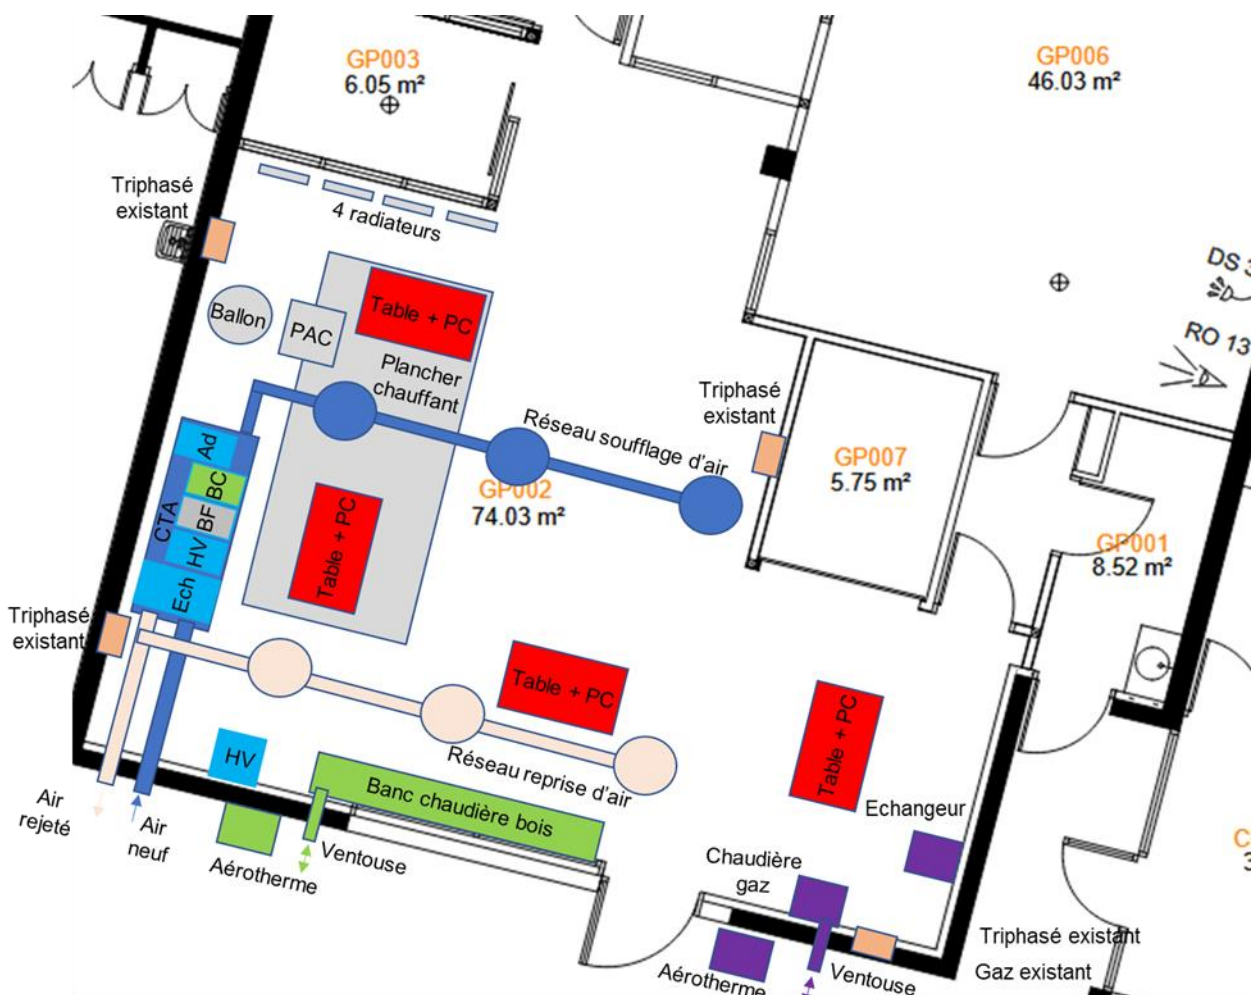 GP003
6.05 m²
GP006
46.03 m²
Triphasé
existant
4 radiateurs
DS 3
RO 13
Ballon
PAC
Table + PC
Plancher
chauffant
Triphasé
existant
Réseau soufflage d'air
Ad
BC
BF
HV
Ech
CTA
GP002
74.03 m²
Table + PC
GP007
5.75 m²
GP001
8.52 m²
Triphasé
existant
Table + PC
Table + PC
Réseau reprise d'air
HV
Banc chaudière bois
Echangeur
Air
rejeté
Air
neuf
Aérotherme
Ventouse
Chaudière
gaz
Triphasé existant
Gaz existant
Aérotherme
Ventouse